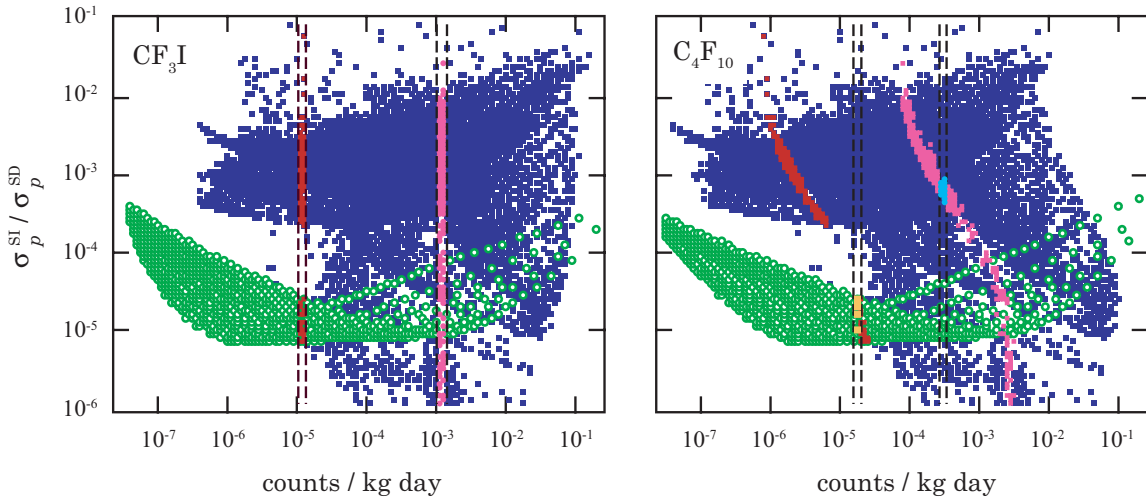 10⁻¹
10⁻²
10⁻³
10⁻⁴
10⁻⁵
10⁻⁶
σ_p^SI / σ_p^SD
CF₃I
10⁻⁷ 10⁻⁶ 10⁻⁵ 10⁻⁴ 10⁻³ 10⁻² 10⁻¹
counts / kg day
C₄F₁₀
10⁻⁷ 10⁻⁶ 10⁻⁵ 10⁻⁴ 10⁻³ 10⁻² 10⁻¹
counts / kg day